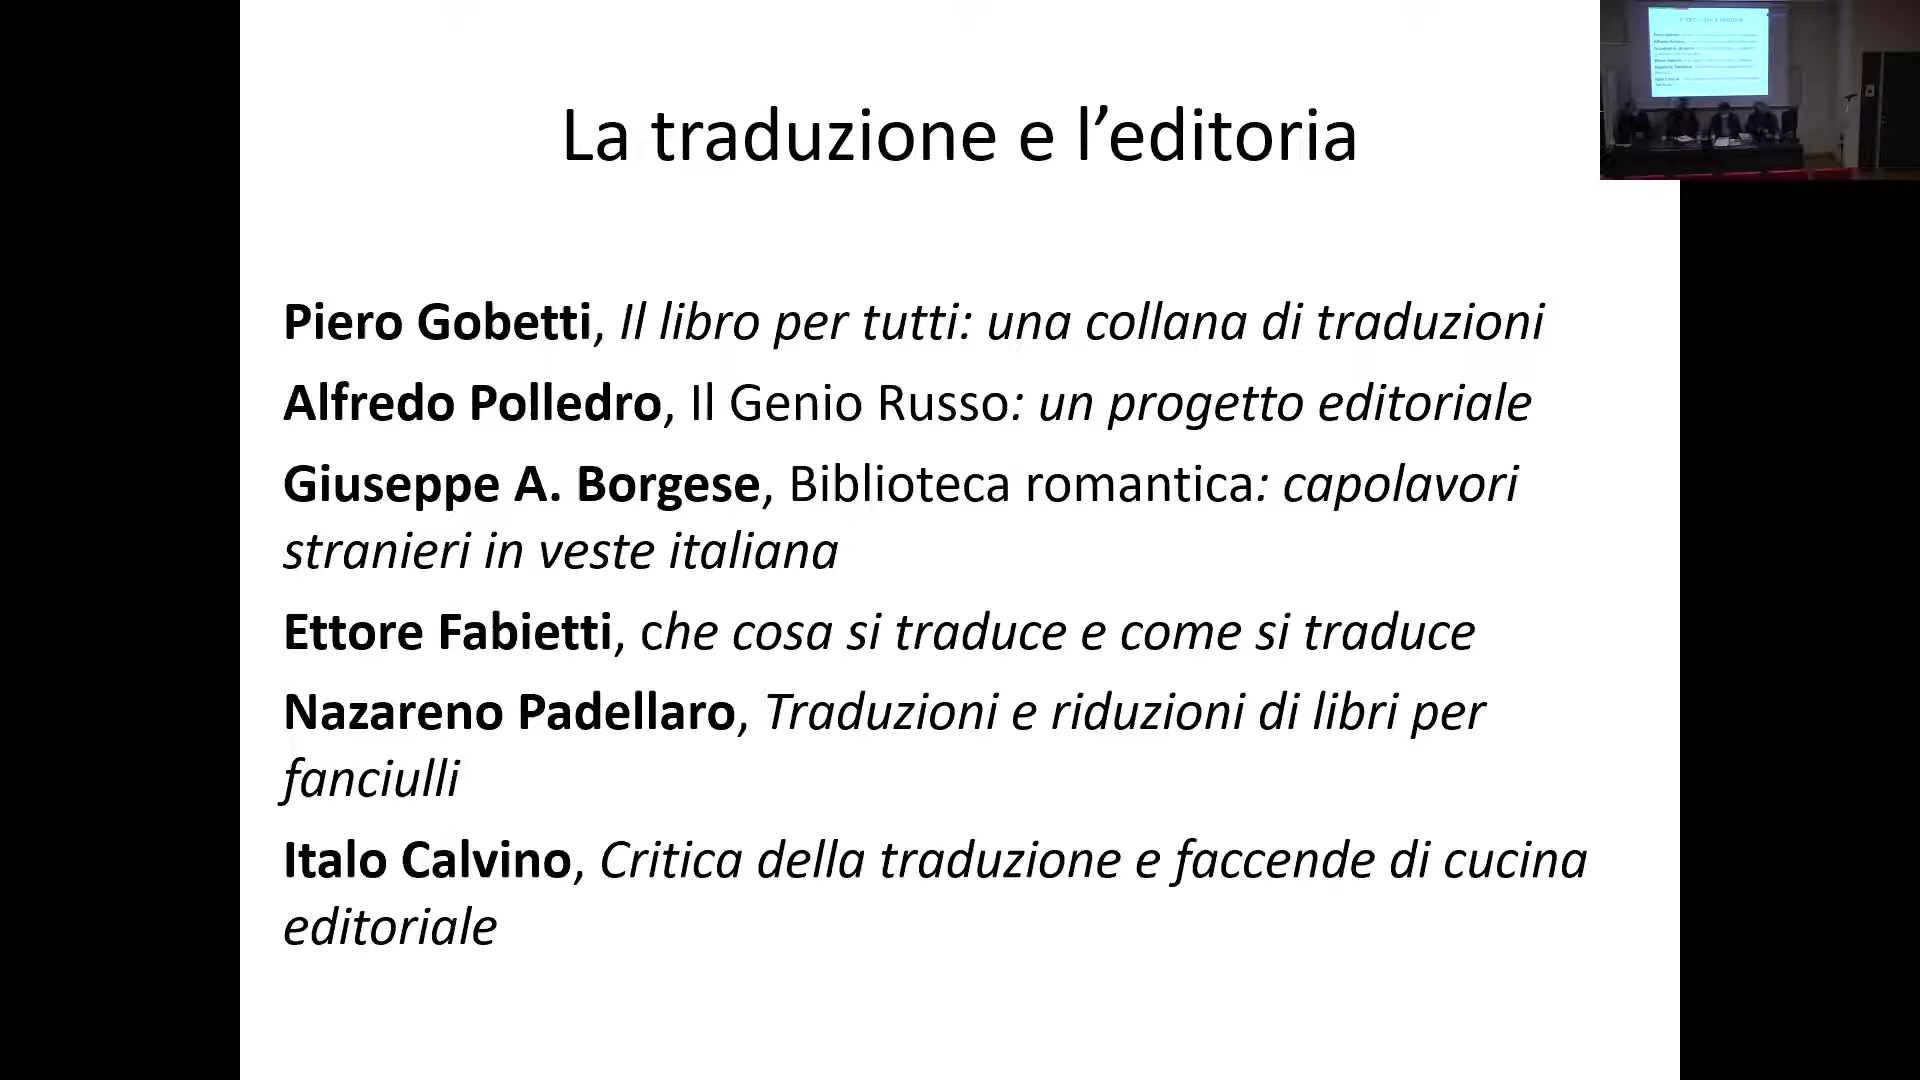 La traduzione e l’editoria
Piero Gobetti, Il libro per tutti: una collana di traduzioni
Alfredo Polledro, Il Genio Russo: un progetto editoriale
Giuseppe A. Borgese, Biblioteca romantica: capolavori
stranieri in veste italiana
Ettore Fabietti, che cosa si traduce e come si traduce
Nazareno Padellaro, Traduzioni e riduzioni di libri per
fanciulli
Italo Calvino, Critica della traduzione e faccende di cucina
editoriale